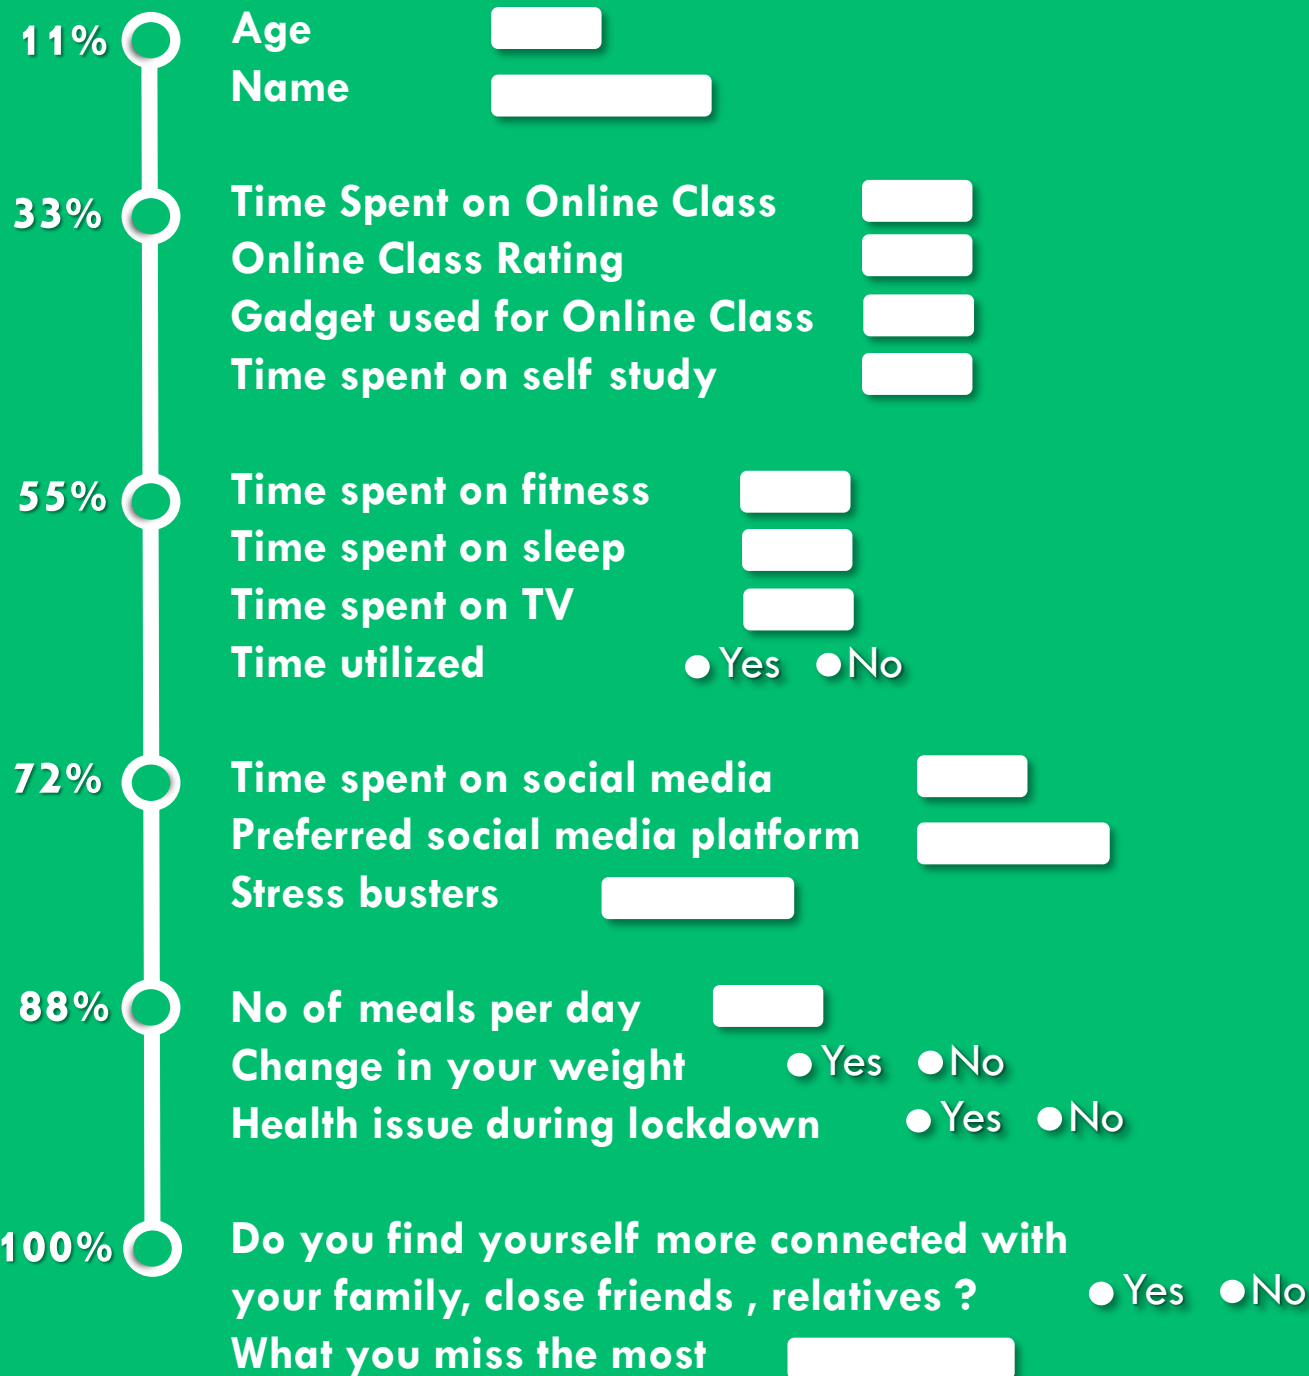 11% Age
Name
33% Time Spent on Online Class
Online Class Rating
Gadget used for Online Class
Time spent on self study
55% Time spent on fitness
Time spent on sleep
Time spent on TV
Time utilized Yes No
72% Time spent on social media
Preferred social media platform
Stress busters
88% No of meals per day
Change in your weight Yes No
Health issue during lockdown Yes No
100% Do you find yourself more connected with
your family, close friends , relatives ? Yes No
What you miss the most